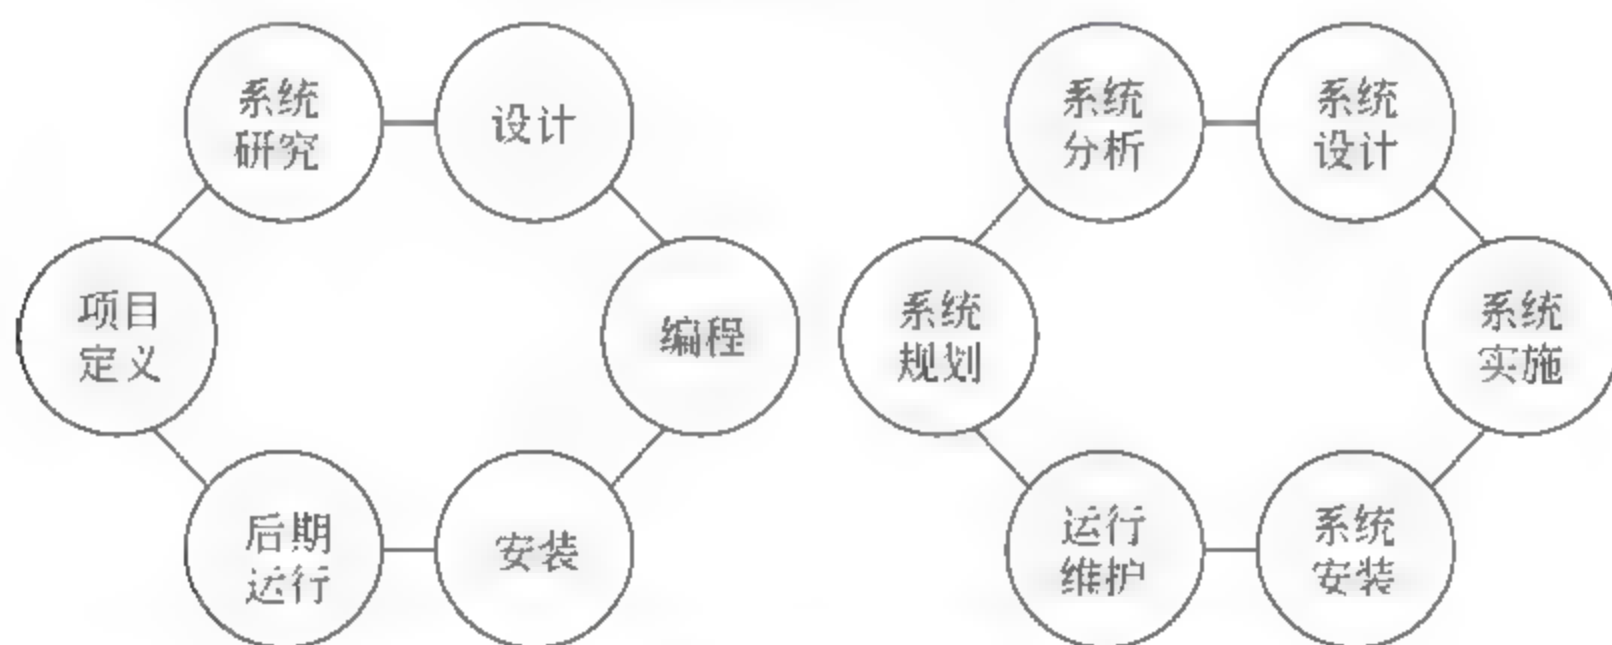 系统
研究
设计
项目
定义
编程
后期
运行
安装
系统
分析
系统
设计
系统
规划
系统
实施
运行
维护
系统
安装